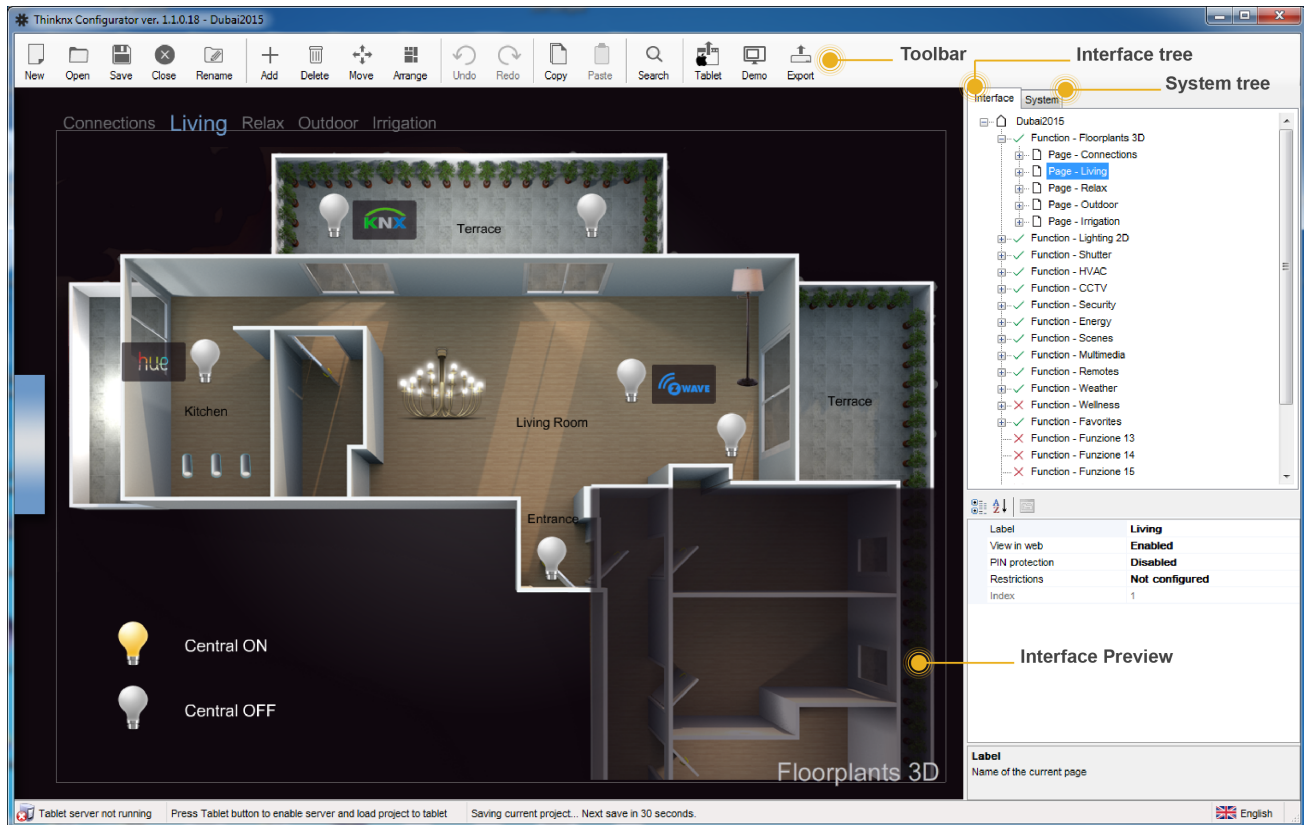 Thinknx Configurator ver. 1.1.0.18 - Dubai2015
New Open Save Close Rename Add Delete Move Arrange Undo Redo Copy Paste Search Tablet Demo Export
Toolbar
Interface tree
System tree
Interface System
Connections Living Relax Outdoor Irrigation
Dubai2015
Function - Floorplants 3D
Page - Connections
Page - Living
Page - Relax
Page - Outdoor
Page - Irrigation
Function - Lighting 2D
Function - Shutter
Function - HVAC
Function - CCTV
Function - Security
Function - Energy
Function - Scenes
Function - Multimedia
Function - Remotes
Function - Weather
Function - Wellness
Function - Favorites
Function - Funzione 13
Function - Funzione 14
Function - Funzione 15
KNX
Terrace
hue
Kitchen
ZWAVE
Living Room
Terrace
Entrance
Central ON
Central OFF
Floorplants 3D
Label Living
View in web Enabled
PIN protection Disabled
Restrictions Not configured
Index 1
Interface Preview
Label
Name of the current page
Tablet server not running
Press Tablet button to enable server and load project to tablet
Saving current project... Next save in 30 seconds.
English